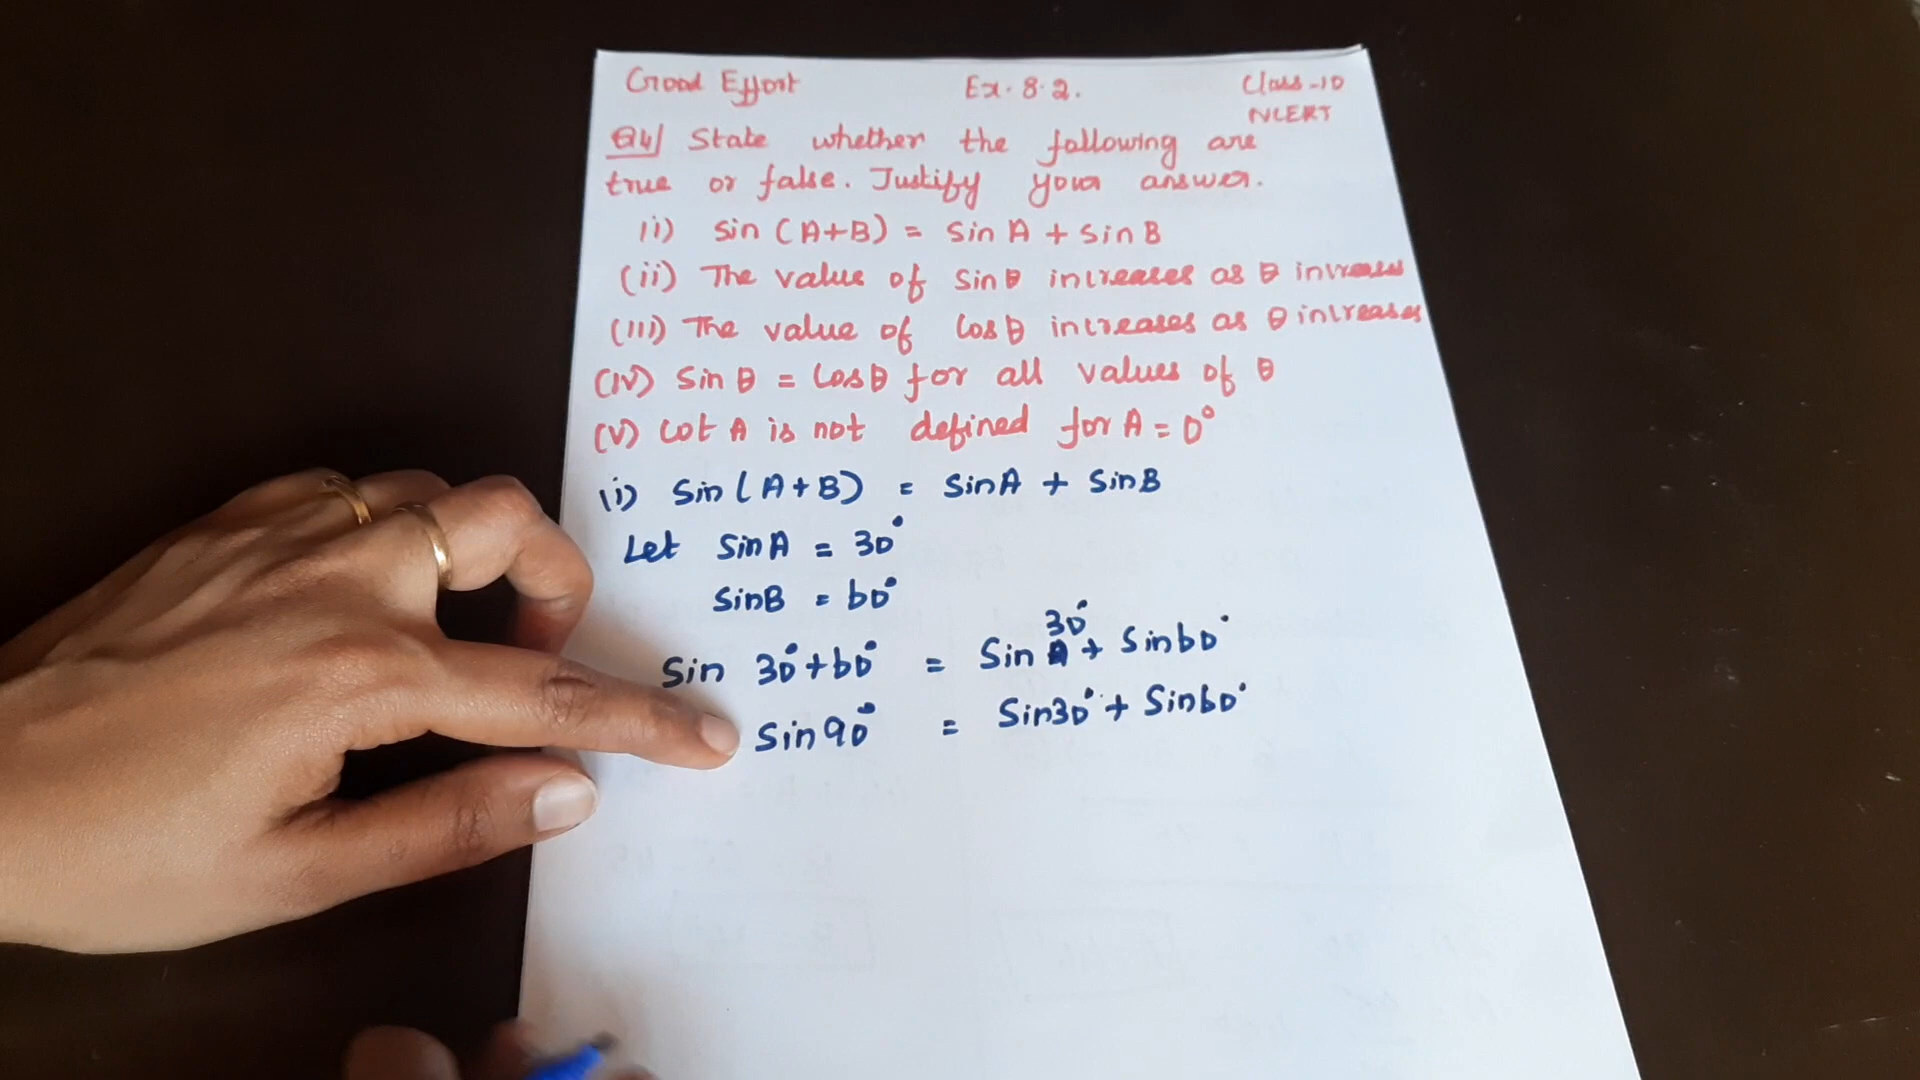 Good Effort Ex. 8.2. Class-10
NCERT
Q4/ State whether the following are
true or false. Justify your answer.
(i) sin (A+B) = sin A + sin B
(ii) The value of sin θ increases as θ increases
(iii) The value of cos θ increases as θ increases
(iv) sin θ = cos θ for all values of θ
(v) cot A is not defined for A = 0°
(i) sin (A+B) = sinA + sinB
Let sinA = 30°
sinB = 60°
sin 30°+60° = sin 30° + sin60°
sin90° = sin30° + sin60°